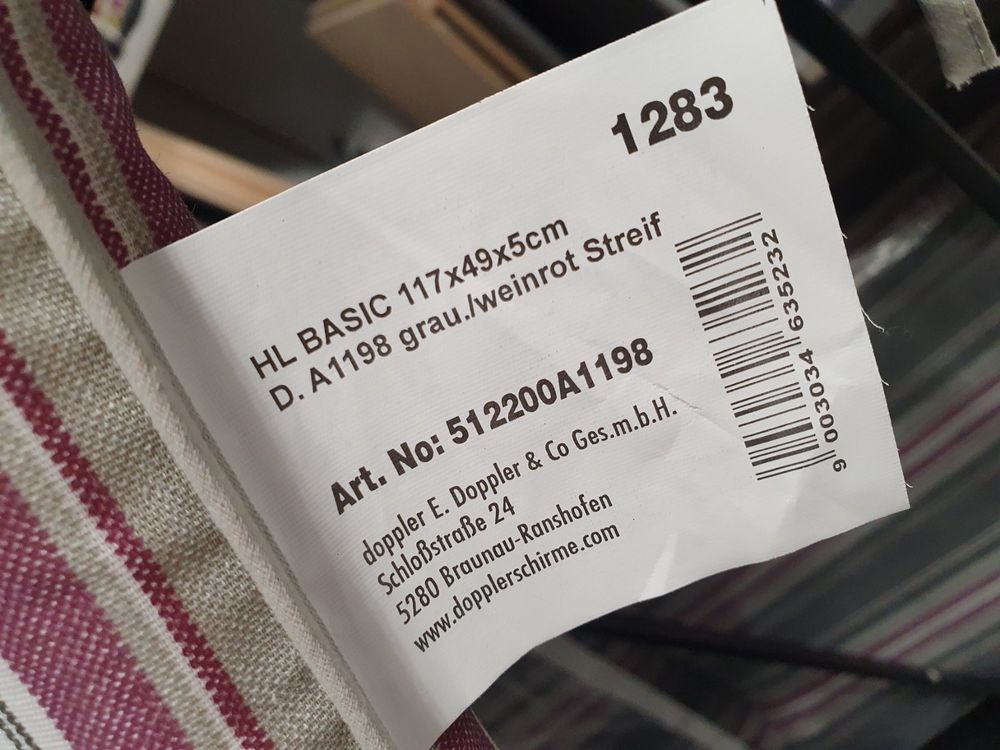 1283
HL BASIC 117x49x5cm
D. A1198 grau./weinrot Streif
Art. No: 512200A1198
doppler E. Doppler & Co Ges.m.b.H.
Schloßstraße 24
5280 Braunau-Ranshofen
www.dopplerschirme.com
9 003034 635232